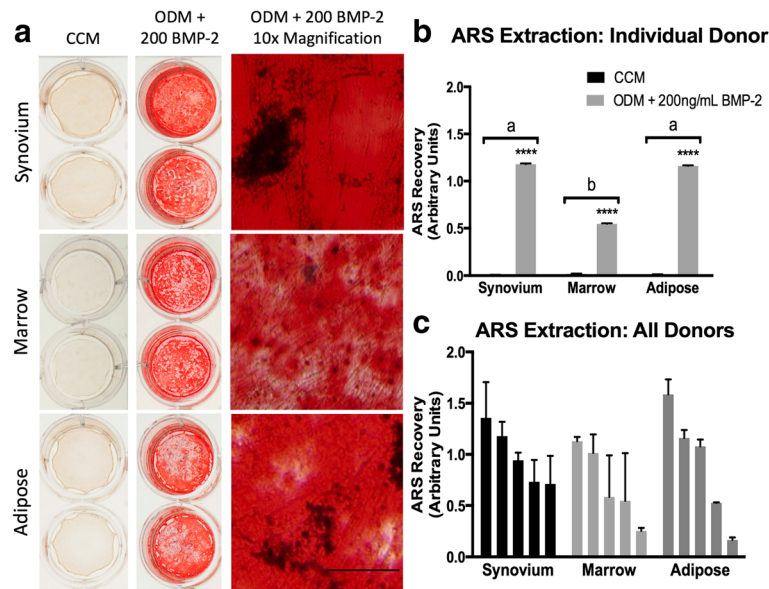 a
CCM
ODM +
200 BMP-2
ODM + 200 BMP-2
10x Magnification
Synovium
Marrow
Adipose
b
ARS Extraction: Individual Donor
CCM
ODM + 200ng/mL BMP-2
ARS Recovery
(Arbitrary Units)
2.0
1.5
1.0
0.5
0.0
a
****
b
****
a
****
Synovium Marrow Adipose
c
ARS Extraction: All Donors
ARS Recovery
(Arbitrary Units)
2.0
1.5
1.0
0.5
0.0
Synovium Marrow Adipose